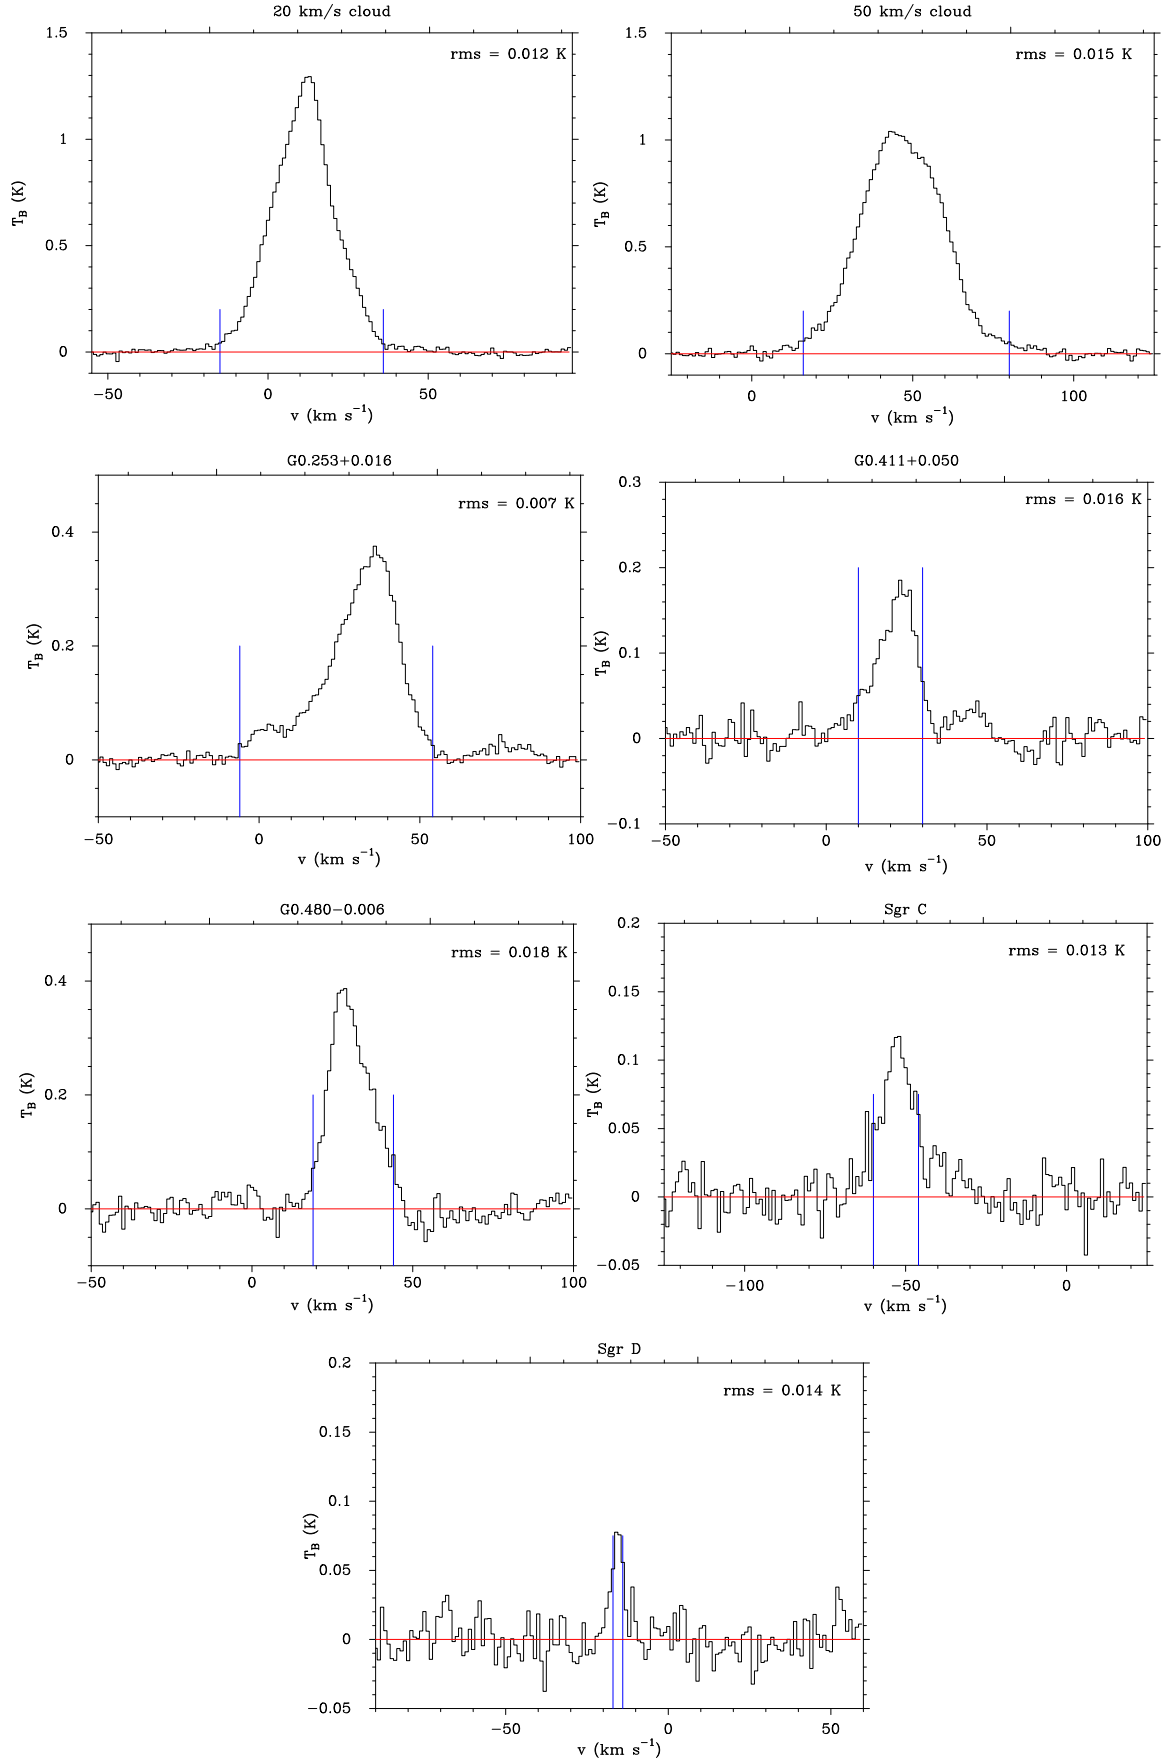 20 km/s cloud
rms = 0.012 K
1.5
1
0.5
0
T_B (K)
−50 0 50
v (km s⁻¹)
50 km/s cloud
rms = 0.015 K
1.5
1
0.5
0
T_B (K)
0 50 100
v (km s⁻¹)
G0.253+0.016
rms = 0.007 K
0.4
0.2
0
T_B (K)
−50 0 50 100
v (km s⁻¹)
G0.411+0.050
rms = 0.016 K
0.3
0.2
0.1
0
−0.1
T_B (K)
−50 0 50 100
v (km s⁻¹)
G0.480−0.006
rms = 0.018 K
0.4
0.2
0
T_B (K)
−50 0 50 100
v (km s⁻¹)
Sgr C
rms = 0.013 K
0.2
0.15
0.1
0.05
0
−0.05
T_B (K)
−100 −50 0
v (km s⁻¹)
Sgr D
rms = 0.014 K
0.2
0.15
0.1
0.05
0
−0.05
T_B (K)
−50 0 50
v (km s⁻¹)